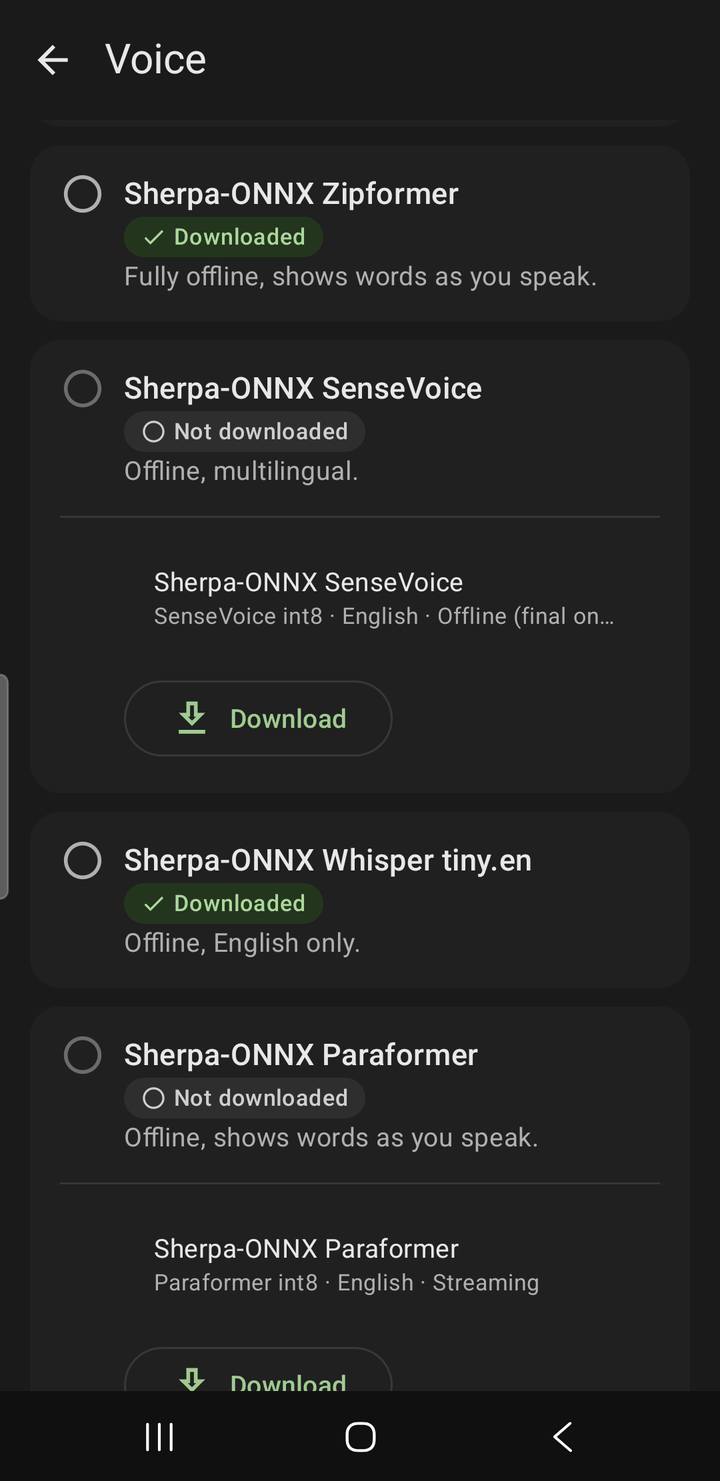 Voice
Sherpa-ONNX Zipformer
Downloaded
Fully offline, shows words as you speak.
Sherpa-ONNX SenseVoice
Not downloaded
Offline, multilingual.
Sherpa-ONNX SenseVoice
SenseVoice int8 · English · Offline (final on...
Download
Sherpa-ONNX Whisper tiny.en
Downloaded
Offline, English only.
Sherpa-ONNX Paraformer
Not downloaded
Offline, shows words as you speak.
Sherpa-ONNX Paraformer
Paraformer int8 · English · Streaming
Download